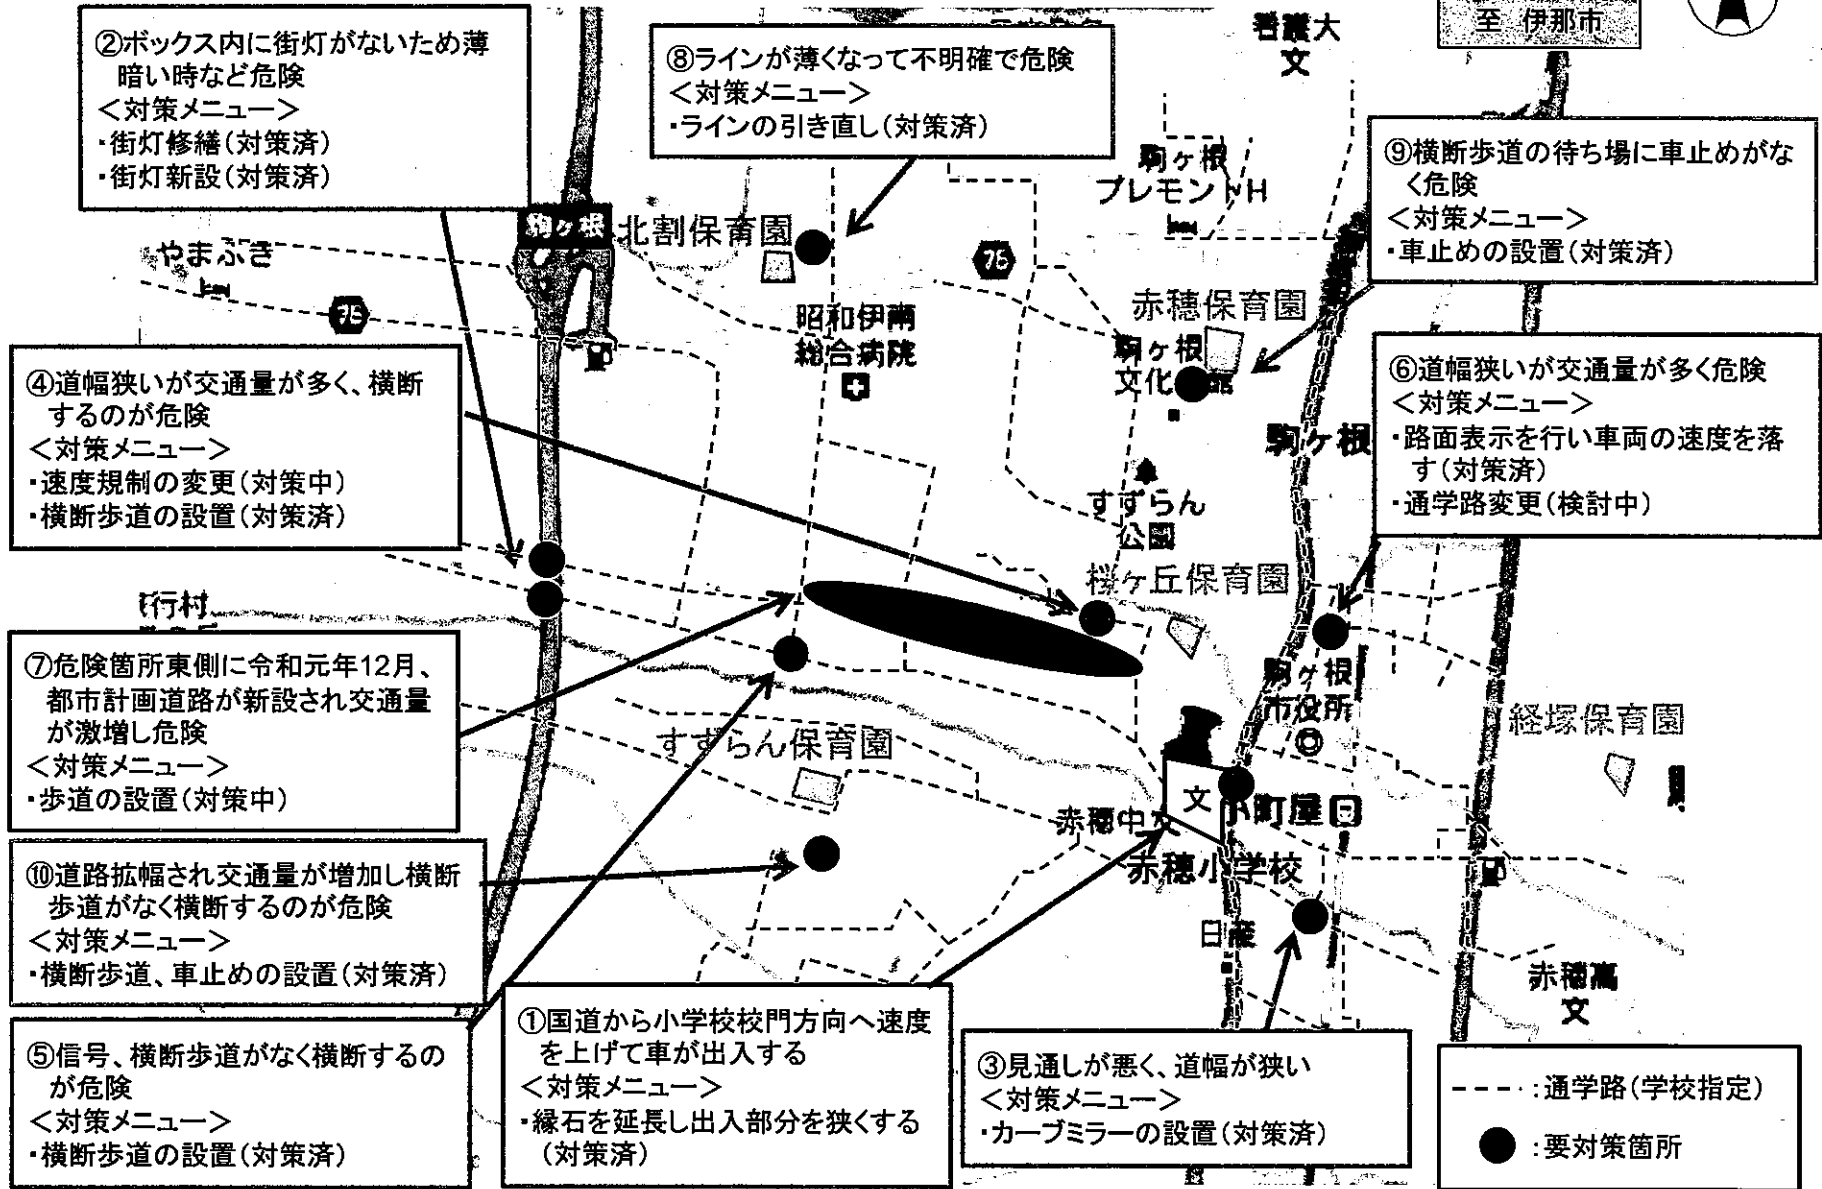 ②ボックス内に街灯がないため薄
暗い時など危険
＜対策メニュー＞
・街灯修繕(対策済)
・街灯新設(対策済)
⑧ラインが薄くなって不明確で危険
＜対策メニュー＞
・ラインの引き直し(対策済)
看護大
文
至 伊那市
⑨横断歩道の待ち場に車止めがな
く危険
＜対策メニュー＞
・車止めの設置(対策済)
駒ヶ根
プレモントH
駒ヶ根
北割保育園
やまぶき
75
75
昭和伊南
総合病院
赤穂保育園
駒ヶ根
文化
館
④道幅狭いが交通量が多く、横断
するのが危険
＜対策メニュー＞
・速度規制の変更(対策中)
・横断歩道の設置(対策済)
⑥道幅狭いが交通量が多く危険
＜対策メニュー＞
・路面表示を行い車両の速度を落
す(対策済)
・通学路変更(検討中)
駒ヶ根
すずらん
公園
桜ヶ丘保育園
行村
⑦危険箇所東側に令和元年12月、
都市計画道路が新設され交通量
が激増し危険
＜対策メニュー＞
・歩道の設置(対策中)
駒ヶ根
市役所
経塚保育園
すずらん保育園
文
小町屋
赤穂中文
赤穂小学校
⑩道路拡幅され交通量が増加し横断
歩道がなく横断するのが危険
＜対策メニュー＞
・横断歩道、車止めの設置(対策済)
日産
赤穂高
文
⑤信号、横断歩道がなく横断するの
が危険
＜対策メニュー＞
・横断歩道の設置(対策済)
①国道から小学校校門方向へ速度
を上げて車が出入する
＜対策メニュー＞
・縁石を延長し出入部分を狭くする
(対策済)
③見通しが悪く、道幅が狭い
＜対策メニュー＞
・カーブミラーの設置(対策済)
:通学路(学校指定)
:要対策箇所